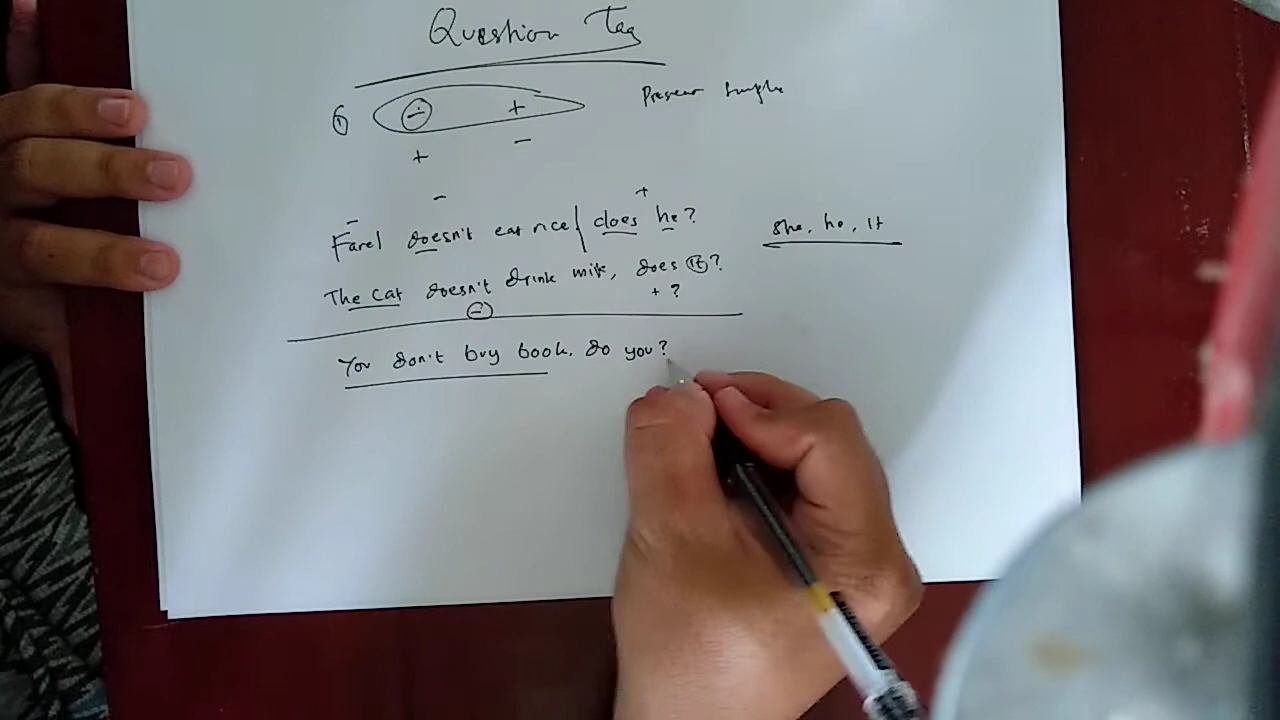 Question Tag
- + Present simple
+ -
- +
Farel doesn't eat rice does he? she, he, it
The cat doesn't drink milk, does it?
- + ?
You don't buy book. Do you?